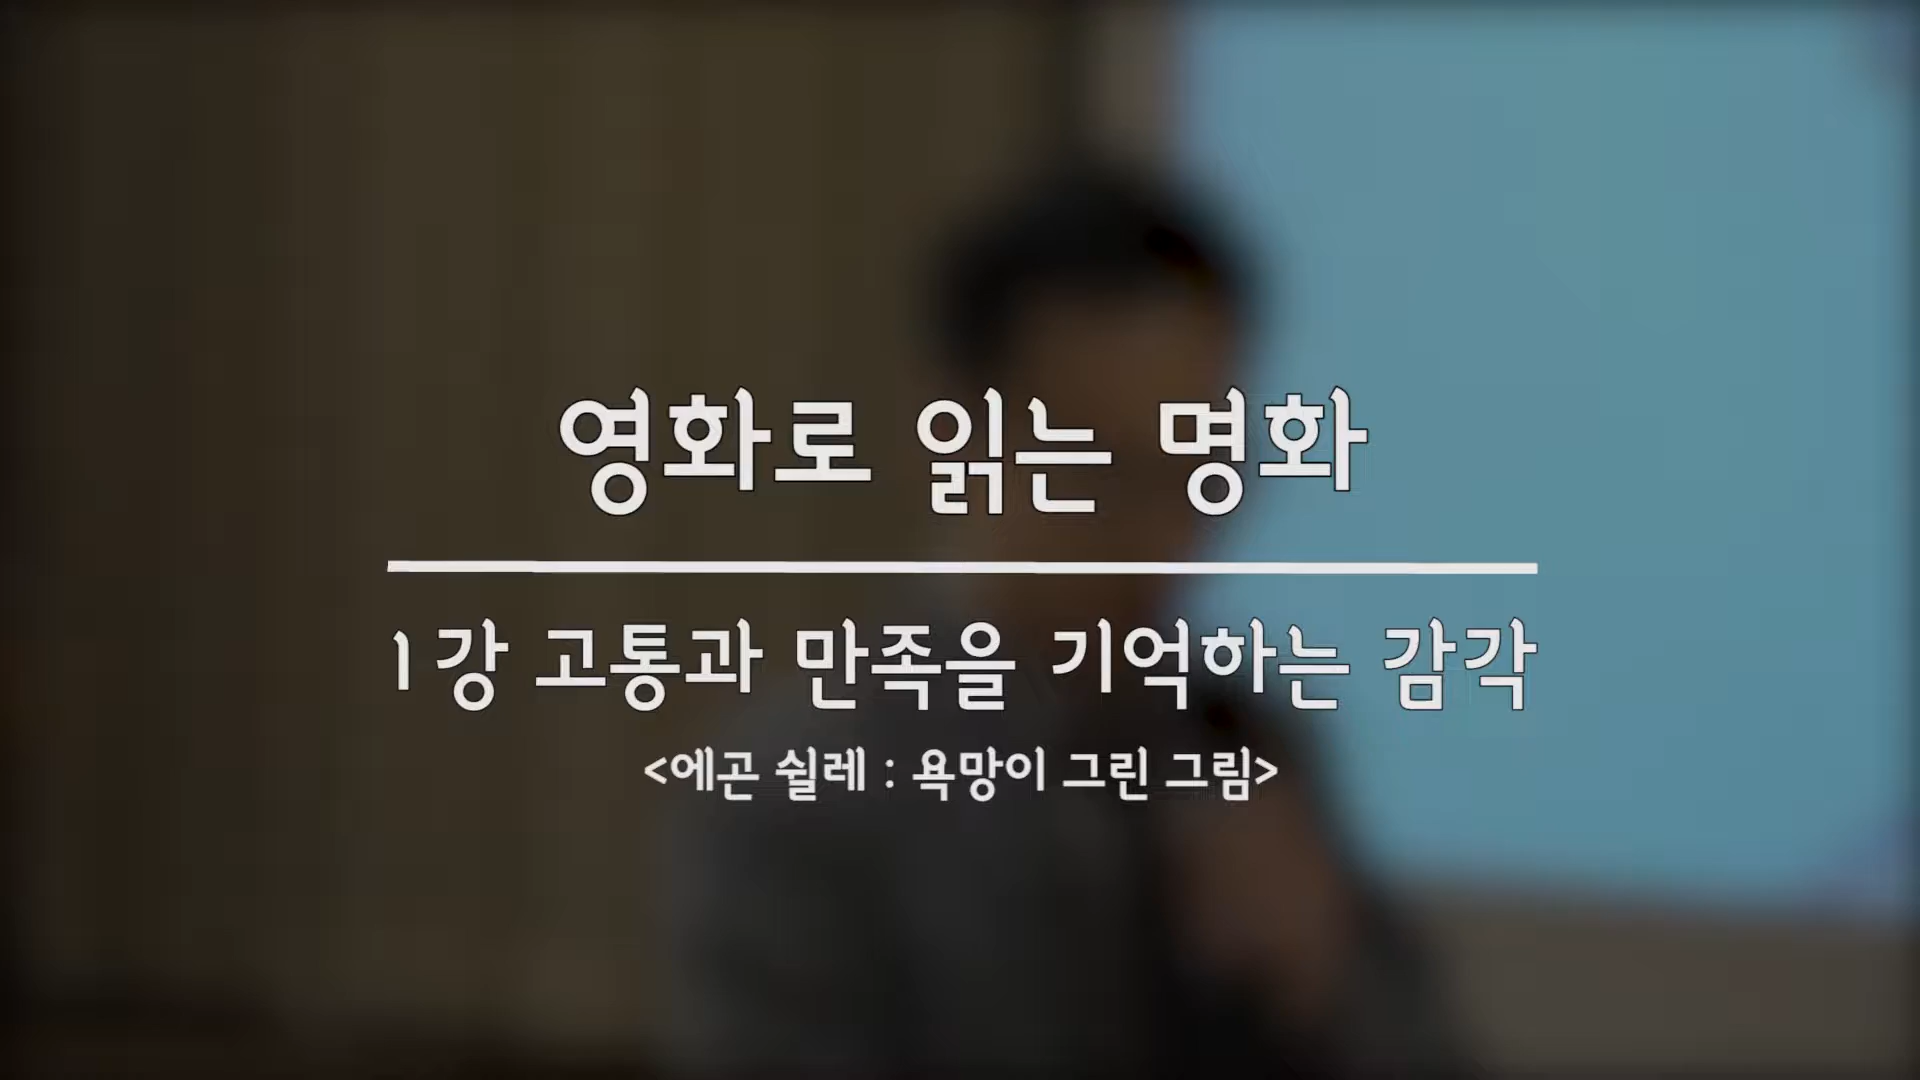 영화로 읽는 명화
1강 고통과 만족을 기억하는 감각
<에곤 쉴레 : 욕망이 그린 그림>